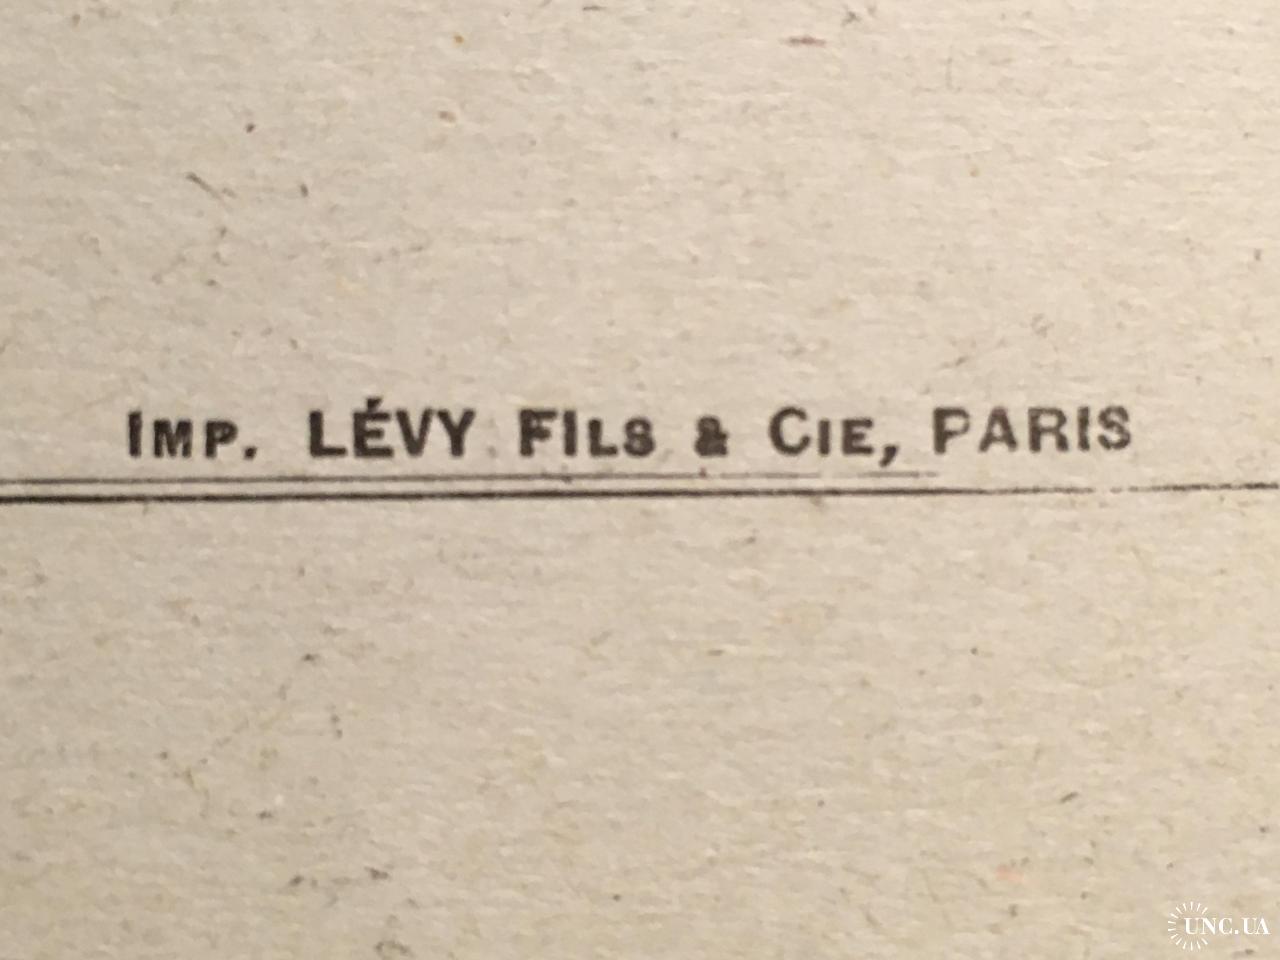 IMP. LÉVY FILS & CIE, PARIS
UNC.UA